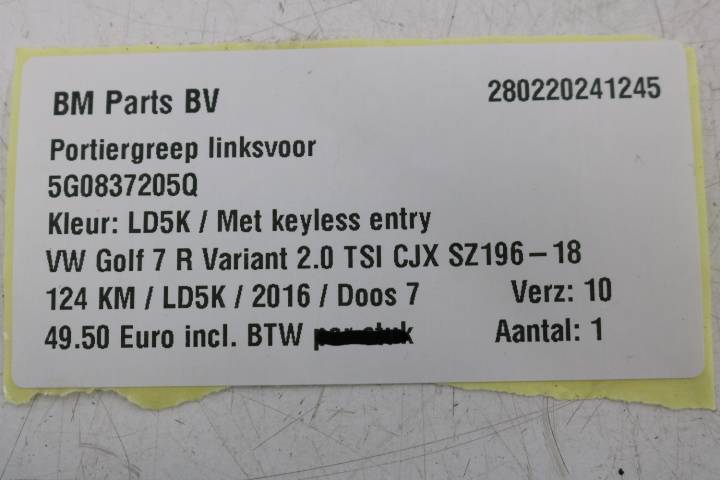 BM Parts BV 280220241245
Portiergreep linksvoor
5G0837205Q
Kleur: LD5K / Met keyless entry
VW Golf 7 R Variant 2.0 TSI CJX SZ196-18
124 KM / LD5K / 2016 / Doos 7 Verz: 10
49.50 Euro incl. BTW Aantal: 1